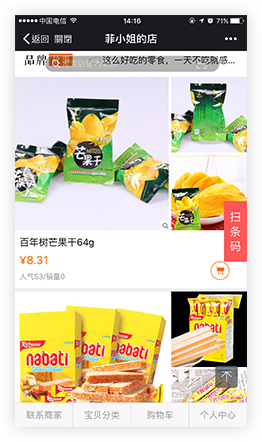 中国电信 14:16 71%
返回 關閉 菲小姐的店
品牌 这么好吃的零食，一天不吃就感...
芒果干
扫条码
百年树芒果干64g
¥8.31
人气53/销量0
Richeese
nabati
Richeese
nabati
联系商家 宝贝分类 购物车 个人中心